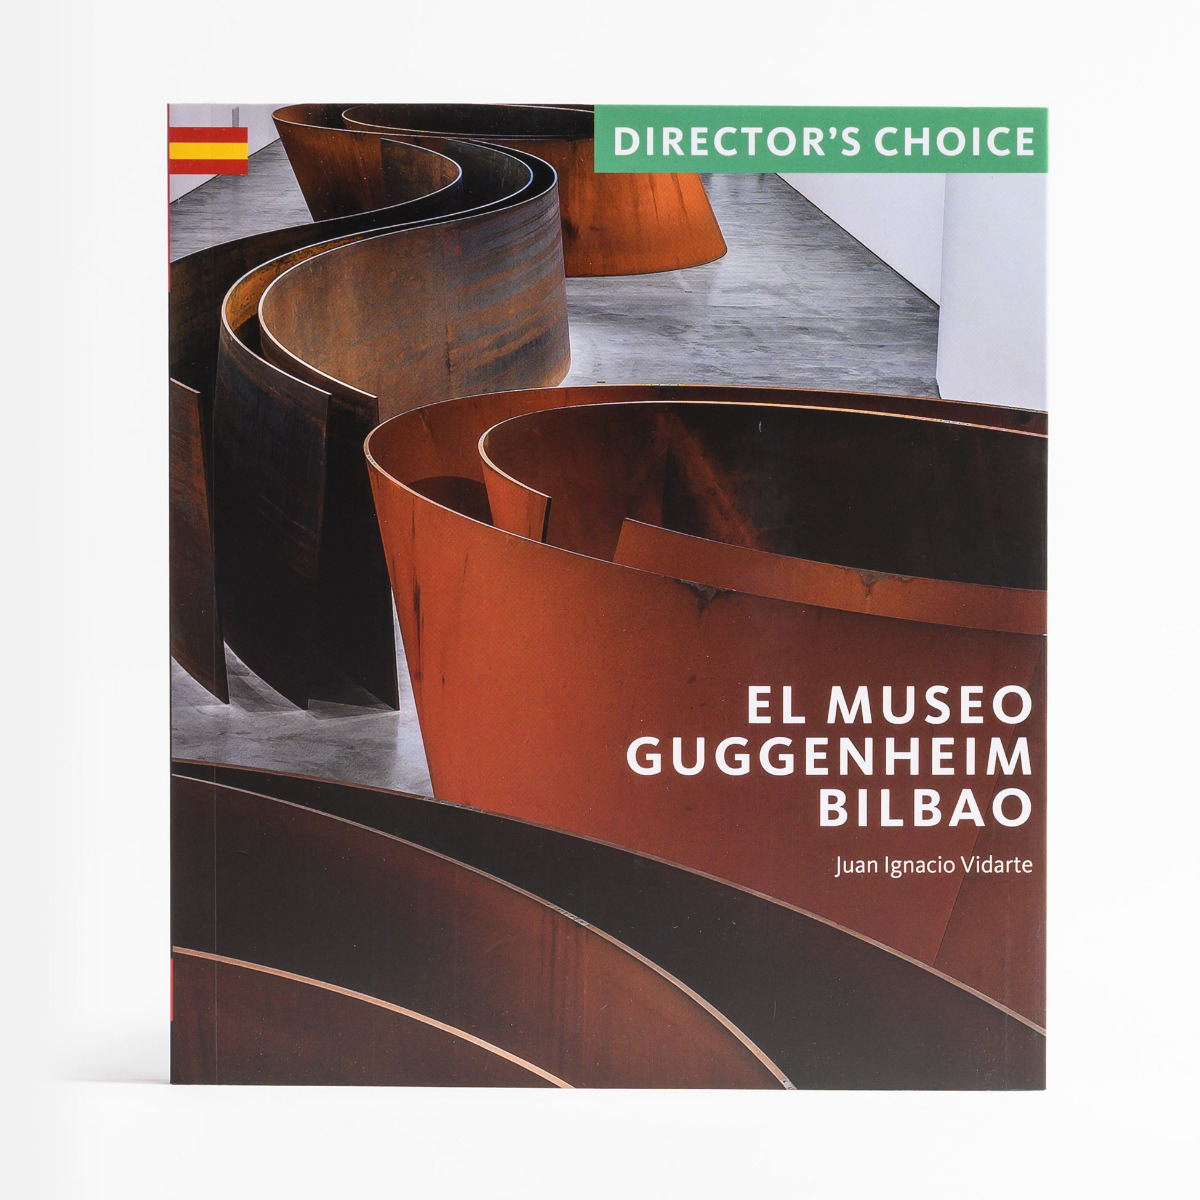 DIRECTOR’S CHOICE
EL MUSEO
GUGGENHEIM
BILBAO
Juan Ignacio Vidarte